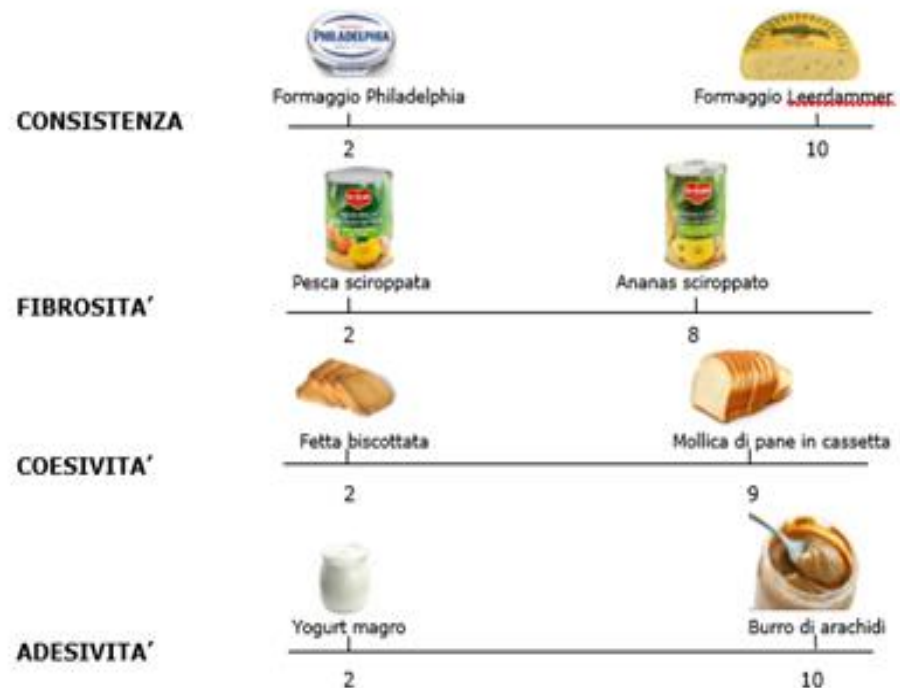 PHILADELPHIA
Formaggio Philadelphia
Formaggio Leerdammer
CONSISTENZA
2
10
Pesca sciroppata
Ananas sciroppato
FIBROSITA’
2
8
Fetta biscottata
Mollica di pane in cassetta
COESIVITA’
2
9
Yogurt magro
Burro di arachidi
ADESIVITA’
2
10